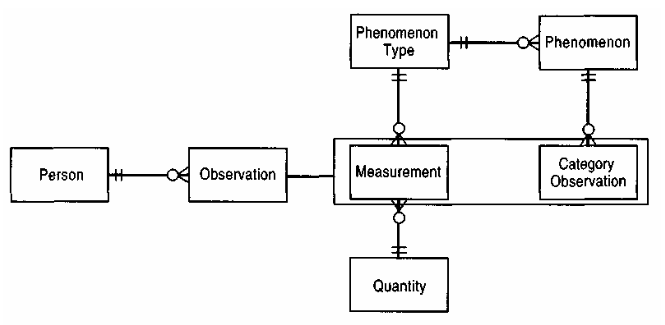 Phenomenon
Type
Phenomenon
Person
Observation
Measurement
Category
Observation
Quantity